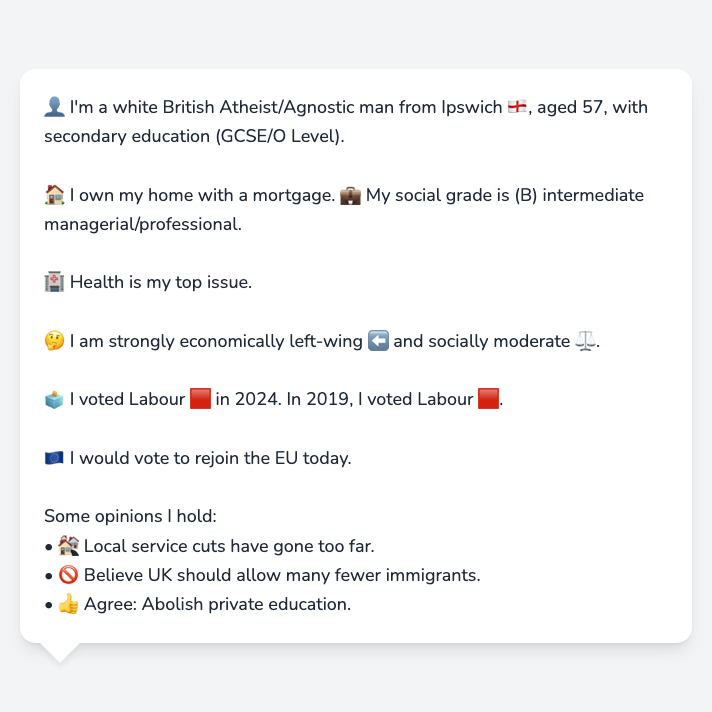 👤 I'm a white British Atheist/Agnostic man from Ipswich 🏴󠁧󠁢󠁥󠁮󠁧󠁿, aged 57, with
secondary education (GCSE/O Level).
🏠 I own my home with a mortgage. 💼 My social grade is (B) intermediate
managerial/professional.
🏥 Health is my top issue.
🤔 I am strongly economically left-wing ⬅️ and socially moderate ⚖️.
🗳️ I voted Labour 🟥 in 2024. In 2019, I voted Labour 🟥.
🇪🇺 I would vote to rejoin the EU today.
Some opinions I hold:
• 🏚️ Local service cuts have gone too far.
• 🚫 Believe UK should allow many fewer immigrants.
• 👍 Agree: Abolish private education.